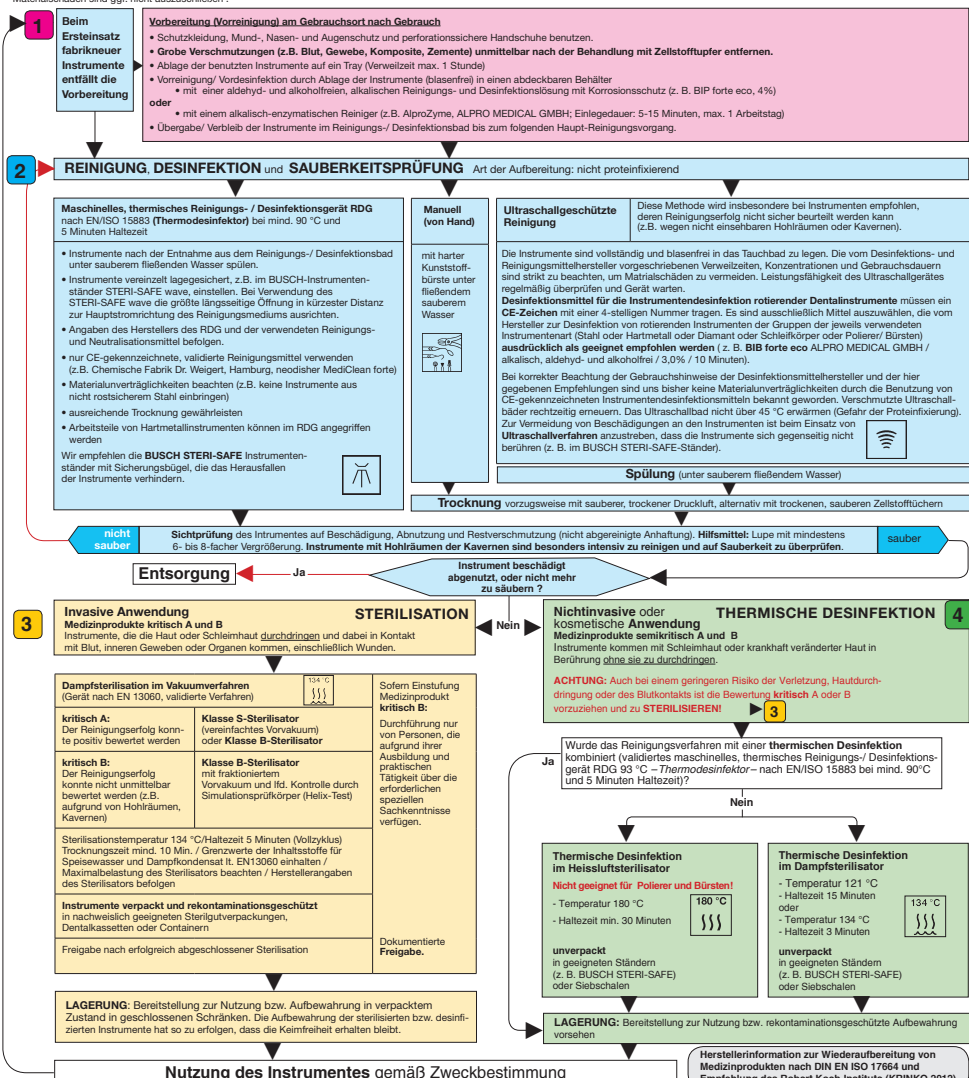 Materialschäden sind ggf. nicht auszuschließen .
1
Beim
Ersteinsatz
fabrikneuer
Instrumente
entfällt die
Vorbereitung
Vorbereitung (Vorreinigung) am Gebrauchsort nach Gebrauch
• Schutzkleidung, Mund-, Nasen- und Augenschutz und perforationssichere Handschuhe benutzen.
• Grobe Verschmutzungen (z.B. Blut, Gewebe, Komposite, Zemente) unmittelbar nach der Behandlung mit Zellstofftupfer entfernen.
• Ablage der benutzten Instrumente auf ein Tray (Verweilzeit max. 1 Stunde)
• Vorreinigung/ Vordesinfektion durch Ablage der Instrumente (blasenfrei) in einen abdeckbaren Behälter
• mit einer aldehyd- und alkoholfreien, alkalischen Reinigungs- und Desinfektionslösung mit Korrosionsschutz (z. B. BIP forte eco, 4%)
oder
• mit einem alkalisch-enzymatischen Reiniger (z.B. AlproZyme, ALPRO MEDICAL GMBH; Einlegedauer: 5-15 Minuten, max. 1 Arbeitstag)
• Übergabe/ Verbleib der Instrumente im Reinigungs-/ Desinfektionsbad bis zum folgenden Haupt-Reinigungsvorgang.
2
REINIGUNG, DESINFEKTION und SAUBERKEITSPRÜFUNG Art der Aufbereitung: nicht proteinfixierend
Maschinelles, thermisches Reinigungs- / Desinfektionsgerät RDG
nach EN/ISO 15883 (Thermodesinfektor) bei mind. 90 °C und
5 Minuten Haltezeit
• Instrumente nach der Entnahme aus dem Reinigungs-/ Desinfektionsbad
unter sauberem fließenden Wasser spülen.
• Instrumente vereinzelt lagegesichert, z.B. im BUSCH-Instrumenten-
ständer STERI-SAFE wave, einstellen. Bei Verwendung des
STERI-SAFE wave die größte längsseitige Öffnung in kürzester Distanz
zur Hauptstromrichtung des Reinigungsmediums ausrichten.
• Angaben des Herstellers des RDG und der verwendeten Reinigungs-
und Neutralisationsmittel befolgen.
• nur CE-gekennzeichnete, validierte Reinigungsmittel verwenden
(z.B. Chemische Fabrik Dr. Weigert, Hamburg, neodisher MediClean forte)
• Materialunverträglichkeiten beachten (z.B. keine Instrumente aus
nicht rostsicherem Stahl einbringen)
• ausreichende Trocknung gewährleisten
• Arbeitsteile von Hartmetallinstrumenten können im RDG angegriffen
werden
Wir empfehlen die BUSCH STERI-SAFE Instrumenten-
ständer mit Sicherungsbügel, die das Herausfallen
der Instrumente verhindern.
Manuell
(von Hand)
mit harter
Kunststoff-
bürste unter
fließendem
sauberem
Wasser
Ultraschallgeschützte
Reinigung
Diese Methode wird insbesondere bei Instrumenten empfohlen,
deren Reinigungserfolg nicht sicher beurteilt werden kann
(z.B. wegen nicht einsehbaren Hohlräumen oder Kavernen).
Die Instrumente sind vollständig und blasenfrei in das Tauchbad zu legen. Die vom Desinfektions- und
Reinigungsmittelhersteller vorgeschriebenen Verweilzeiten, Konzentrationen und Gebrauchsdauern
sind strikt zu beachten, um Matrialschäden zu vermeiden. Leistungsfähigkeit des Ultraschallgerätes
regelmäßig überprüfen und Gerät warten.
Desinfektionsmittel für die Instrumentendesinfektion rotierender Dentalinstrumente müssen ein
CE-Zeichen mit einer 4-stelligen Nummer tragen. Es sind ausschließlich Mittel auszuwählen, die vom
Hersteller zur Desinfektion von rotierenden Instrumenten der Gruppen der jeweils verwendeten
Instrumentenart (Stahl oder Hartmetall oder Diamant oder Schleifkörper oder Polierer/ Bürsten)
ausdrücklich als geeignet empfohlen werden ( z. B. BIB forte eco ALPRO MEDICAL GMBH /
alkalisch, aldehyd- und alkoholfrei / 3,0% / 10 Minuten).
Bei korrekter Beachtung der Gebrauchshinweise der Desinfektionsmittelhersteller und der hier
gegebenen Empfehlungen sind uns bisher keine Materialunverträglichkeiten durch die Benutzung von
CE-gekennzeichneten Instrumentendesinfektionsmitteln bekannt geworden. Verschmutzte Ultraschall-
bäder rechtzeitig erneuern. Das Ultraschallbad nicht über 45 °C erwärmen (Gefahr der Proteinfixierung).
Zur Vermeidung von Beschädigungen an den Instrumenten ist beim Einsatz von
Ultraschallverfahren anzustreben, dass die Instrumente sich gegenseitig nicht
berühren (z. B. im BUSCH STERI-SAFE-Ständer).
Spülung (unter sauberem fließendem Wasser)
Trocknung vorzugsweise mit sauberer, trockener Druckluft, alternativ mit trockenen, sauberen Zellstofftüchern
nicht
sauber
Sichtprüfung des Intrumentes auf Beschädigung, Abnutzung und Restverschmutzung (nicht abgereinigte Anhaftung). Hilfsmittel: Lupe mit mindestens
6- bis 8-facher Vergrößerung. Instrumente mit Hohlräumen der Kavernen sind besonders intensiv zu reinigen und auf Sauberkeit zu überprüfen.
sauber
Entsorgung
Ja
Instrument beschädigt
abgenutzt, oder nicht mehr
zu säubern ?
Nein
3
Invasive Anwendung STERILISATION
Medizinprodukte kritisch A und B
Instrumente, die die Haut oder Schleimhaut durchdringen und dabei in Kontakt
mit Blut, inneren Geweben oder Organen kommen, einschließlich Wunden.
Dampfsterilisation im Vakuumverfahren
(Gerät nach EN 13060, validierte Verfahren)
134 °C
kritisch A:
Der Reinigungserfolg konn-
te positiv bewertet werden
Klasse S-Sterilisator
(vereinfachtes Vorvakuum)
oder Klasse B-Sterilisator
kritisch B:
Der Reinigungserfolg
konnte nicht unmittelbar
bewertet werden (z.B.
aufgrund von Hohlräumen,
Kavernen)
Klasse B-Sterilisator
mit fraktioniertem
Vorvakuum und lfd. Kontrolle durch
Simulationsprüfkörper (Helix-Test)
Sterilisationstemperatur 134 °C/Haltezeit 5 Minuten (Vollzyklus)
Trocknungszeit mind. 10 Min. / Grenzwerte der Inhaltsstoffe für
Speisewasser und Dampfkondensat lt. EN13060 einhalten /
Maximalbelastung des Sterilisators beachten / Herstellerangaben
des Sterilisators befolgen
Instrumente verpackt und rekontaminationsgeschützt
in nachweislich geeigneten Sterilgutverpackungen,
Dentalkassetten oder Containern
Freigabe nach erfolgreich abgeschlossener Sterilisation
Sofern Einstufung
Medizinprodukt
kritisch B:
Durchführung nur
von Personen, die
aufgrund ihrer
Ausbildung und
praktischen
Tätigkeit über die
erforderlichen
speziellen
Sachkenntnisse
verfügen.
Dokumentierte
Freigabe.
LAGERUNG: Bereitstellung zur Nutzung bzw. Aufbewahrung in verpacktem
Zustand in geschlossenen Schränken. Die Aufbewahrung der sterilisierten bzw. desinfi-
zierten Instrumente hat so zu erfolgen, dass die Keimfreiheit erhalten bleibt.
Nichtinvasive oder THERMISCHE DESINFEKTION 4
kosmetische Anwendung
Medizinprodukte semikritisch A und B
Instrumente kommen mit Schleimhaut oder krankhaft veränderter Haut in
Berührung ohne sie zu durchdringen.
ACHTUNG: Auch bei einem geringeren Risiko der Verletzung, Hautdurch-
dringung oder des Blutkontakts ist die Bewertung kritisch A oder B
vorzuziehen und zu STERILISIEREN!
3
Ja
Wurde das Reinigungsverfahren mit einer thermischen Desinfektion
kombiniert (validiertes maschinelles, thermisches Reinigungs-/ Desinfektions-
gerät RDG 93 °C –Thermodesinfektor– nach EN/ISO 15883 bei mind. 90°C
und 5 Minuten Haltezeit)?
Nein
Thermische Desinfektion
im Heissluftsterilisator
Nicht geeignet für Polierer und Bürsten!
- Temperatur 180 °C
- Haltezeit min. 30 Minuten
180 °C
unverpackt
in geeigneten Ständern
(z. B. BUSCH STERI-SAFE)
oder Siebschalen
Thermische Desinfektion
im Dampfsterilisator
- Temperatur 121 °C
- Haltezeit 15 Minuten
oder
- Temperatur 134 °C
- Haltezeit 3 Minuten
134 °C
unverpackt
in geeigneten Ständern
(z. B. BUSCH STERI-SAFE)
oder Siebschalen
LAGERUNG: Bereitstellung zur Nutzung bzw. rekontaminationsgeschützte Aufbewahrung
vorsehen
Nutzung des Instrumentes gemäß Zweckbestimmung
Herstellerinformation zur Wiederaufbereitung von
Medizinprodukten nach DIN EN ISO 17664 und
Empfehlung des Robert Koch Instituts (KRINKO 2012)